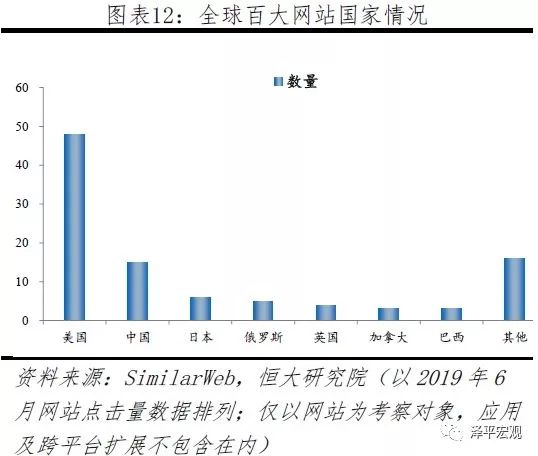 图表12：全球百大网站国家情况
数量
60
50
40
30
20
10
0
美国 中国 日本 俄罗斯 英国 加拿大 巴西 其他
资料来源：SimilarWeb，恒大研究院（以2019年6
月网站点击量数据排列；仅以网站为考察对象，应用
及跨平台扩展不包含在内）
泽平宏观